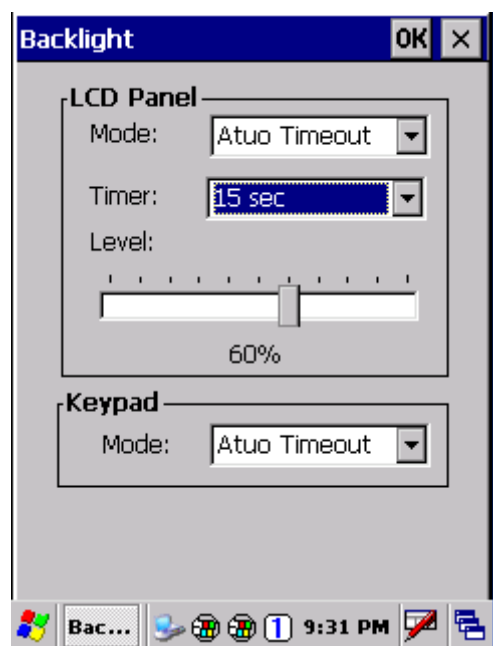 Backlight OK
LCD Panel
Mode: Atuo Timeout
Timer: 15 sec
Level:
60%
Keypad
Mode: Atuo Timeout
Bac... 1 9:31 PM